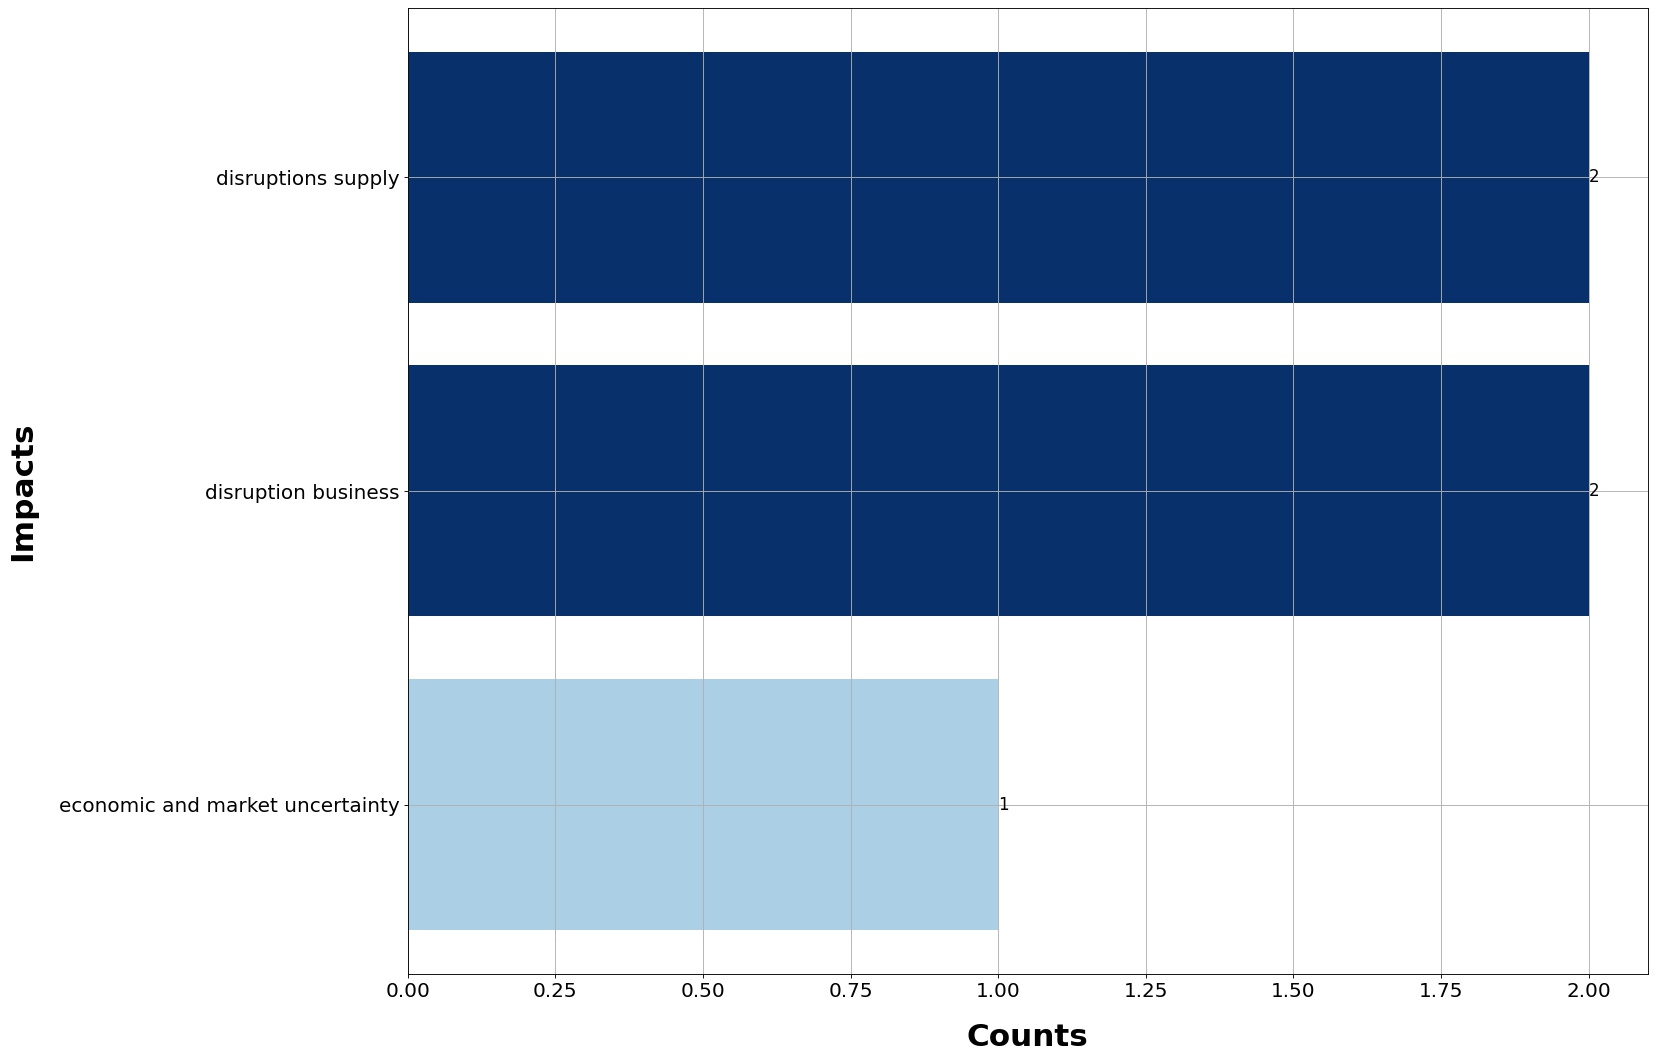 disruptions supply
2
disruption business
2
Impacts
economic and market uncertainty
1
0.00 0.25 0.50 0.75 1.00 1.25 1.50 1.75 2.00
Counts